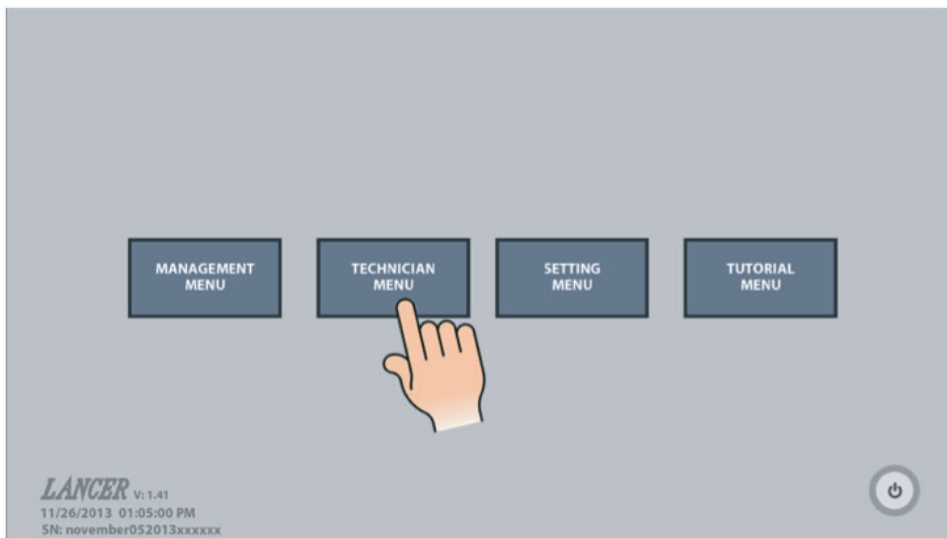 MANAGEMENT
MENU
TECHNICIAN
MENU
SETTING
MENU
TUTORIAL
MENU
LANCER V: 1.41
11/26/2013 01:05:00 PM
SN: november052013xxxxxx